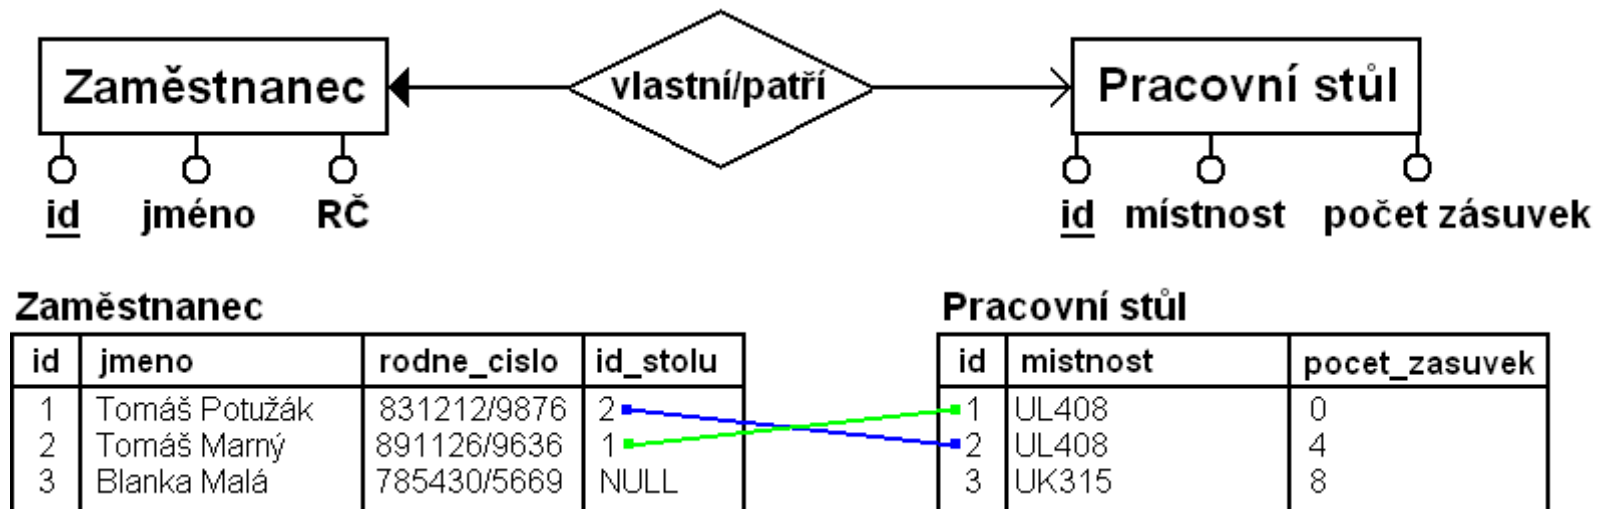 Zaměstnanec vlastní/patří Pracovní stůl
id jméno RČ id místnost počet zásuvek
Zaměstnanec Pracovní stůl
id jmeno rodne_cislo id_stolu id mistnost pocet_zasuvek
1 Tomáš Potužák 831212/9876 2 1 UL408 0
2 Tomáš Marný 891126/9636 1 2 UL408 4
3 Blanka Malá 785430/5669 NULL 3 UK315 8